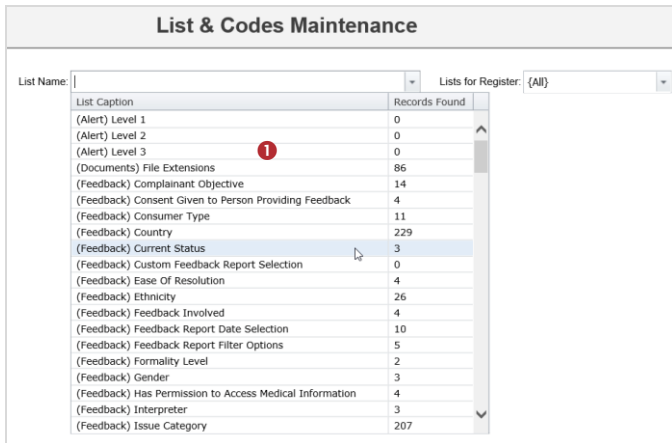 List & Codes Maintenance
List Name: Lists for Register: {All}
List Caption Records Found
(Alert) Level 1 0
(Alert) Level 2 0
(Alert) Level 3 0
1
(Documents) File Extensions 86
(Feedback) Complainant Objective 14
(Feedback) Consent Given to Person Providing Feedback 4
(Feedback) Consumer Type 11
(Feedback) Country 229
(Feedback) Current Status 3
(Feedback) Custom Feedback Report Selection 0
(Feedback) Ease Of Resolution 4
(Feedback) Ethnicity 26
(Feedback) Feedback Involved 4
(Feedback) Feedback Report Date Selection 10
(Feedback) Feedback Report Filter Options 5
(Feedback) Formality Level 2
(Feedback) Gender 3
(Feedback) Has Permission to Access Medical Information 4
(Feedback) Interpreter 3
(Feedback) Issue Category 207